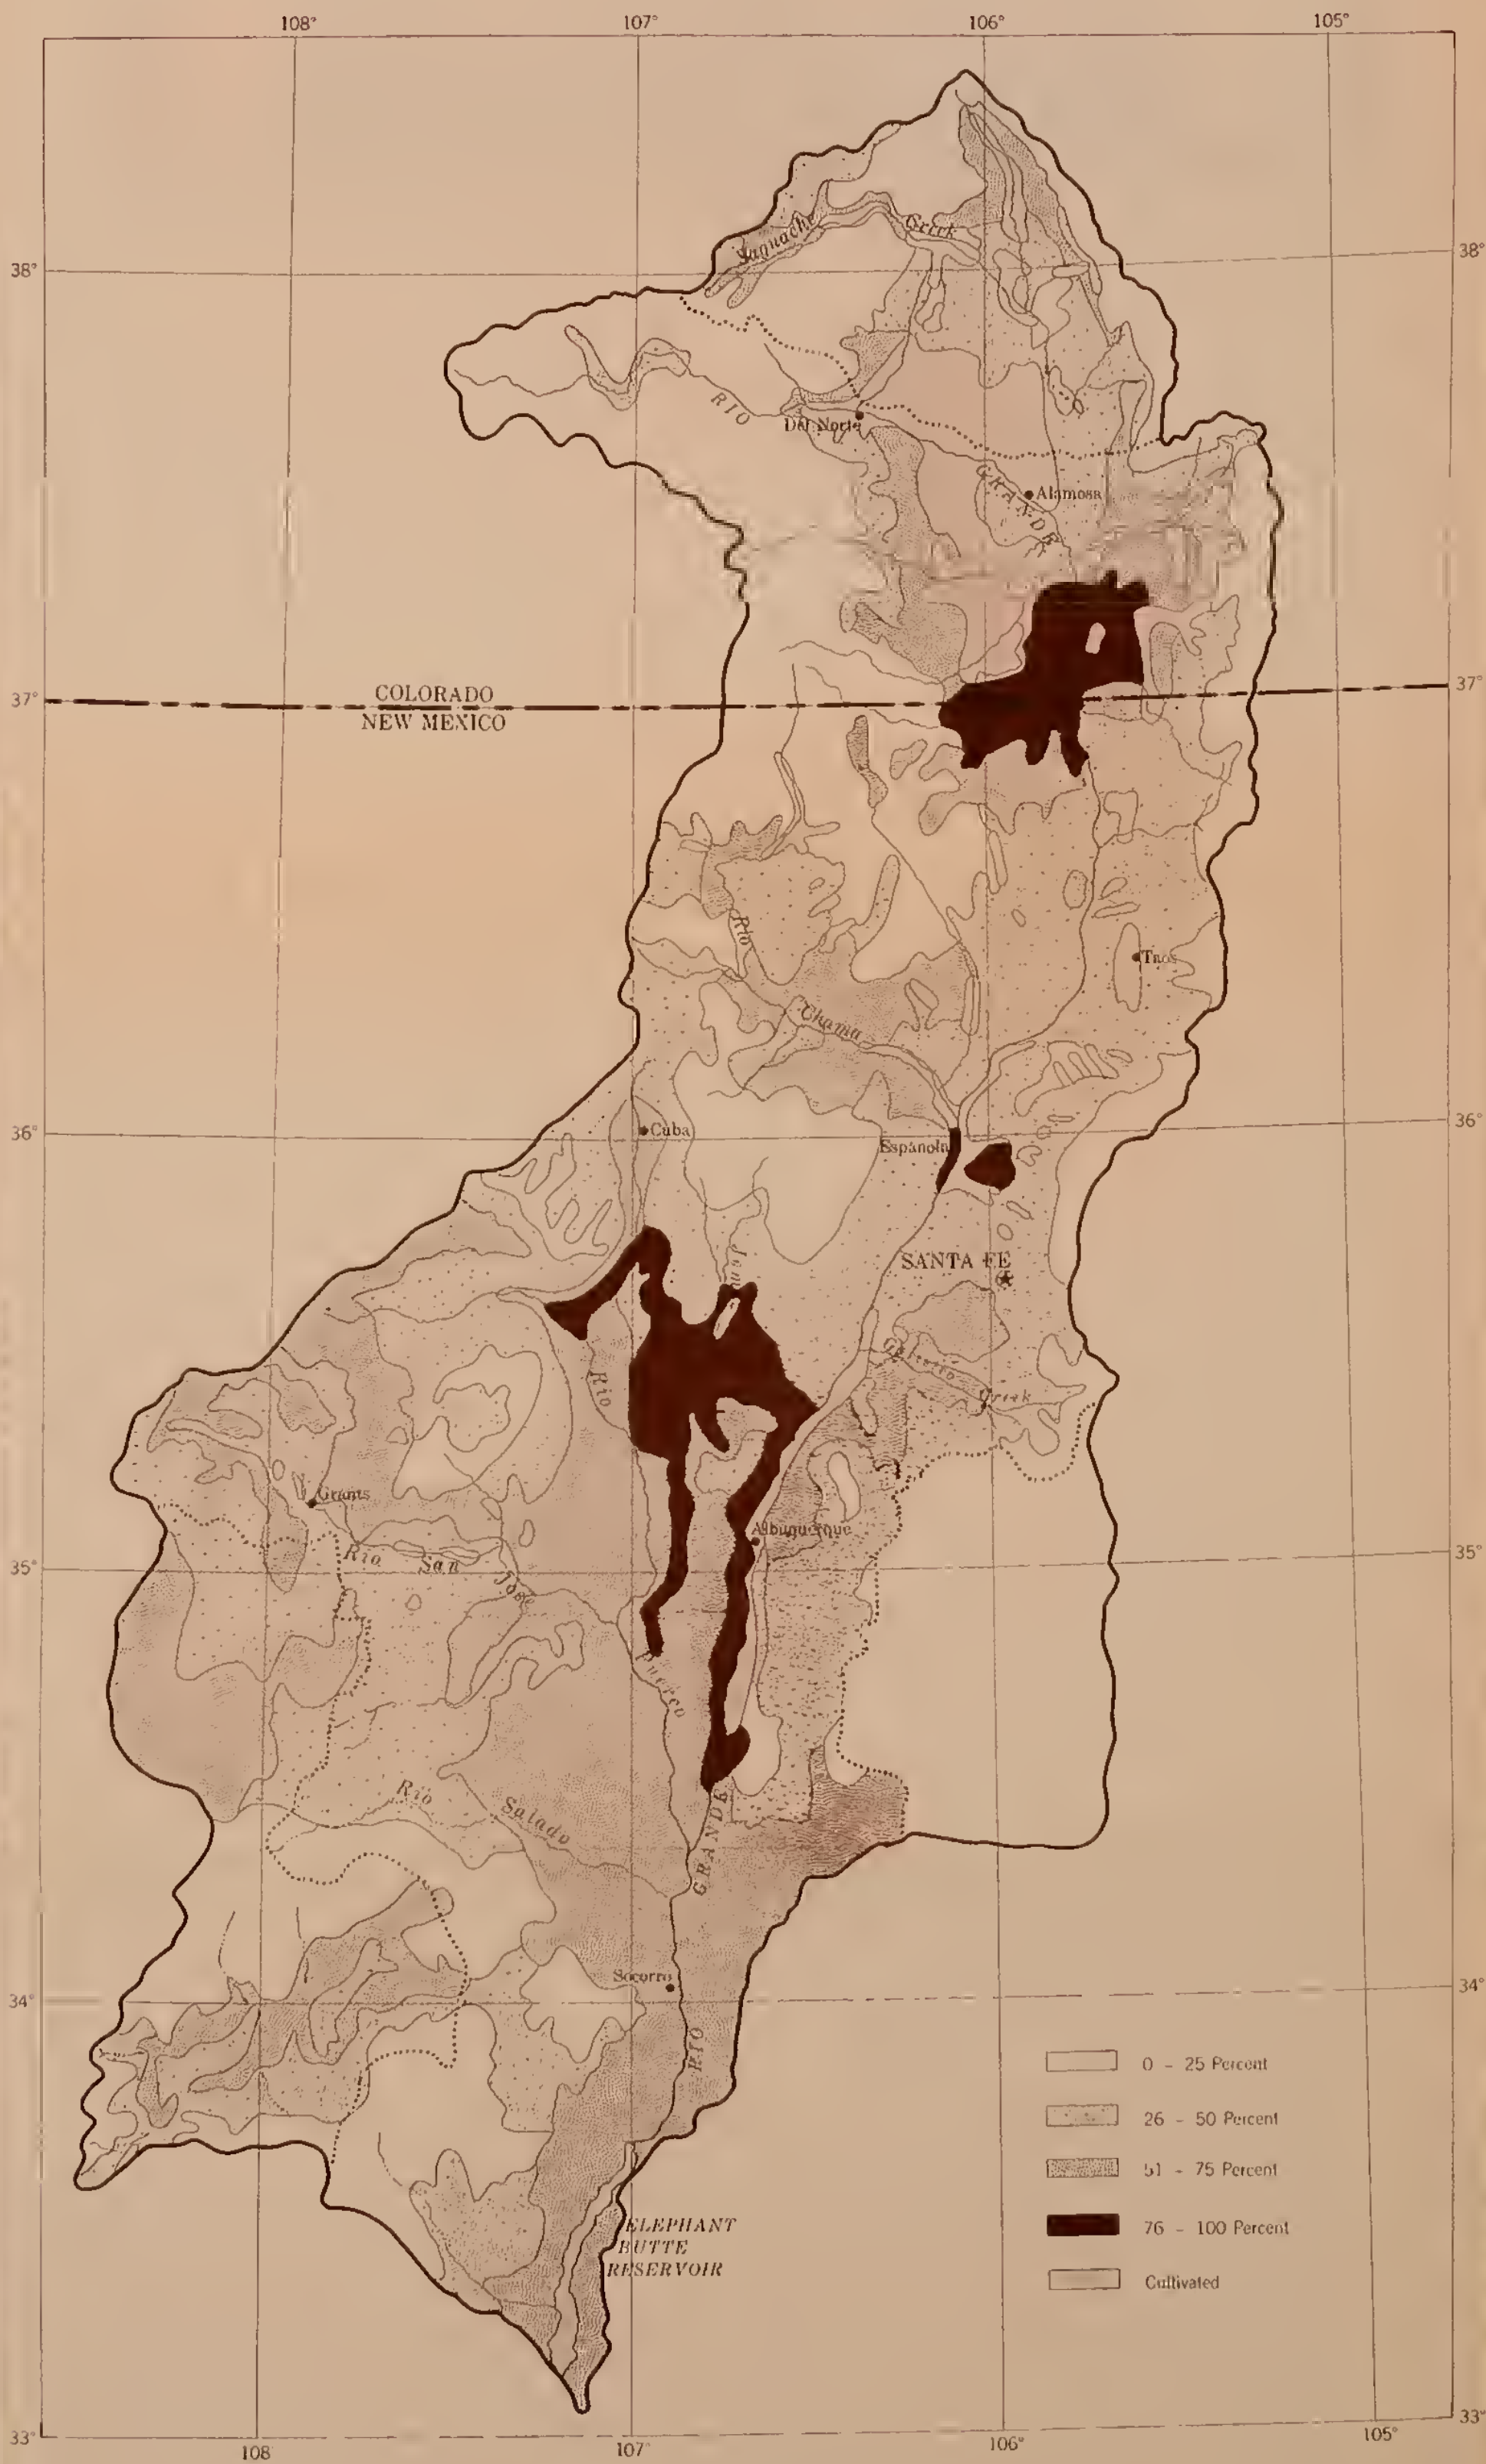 108° 107° 106° 105°
38° 38°
Saguache Creek
RIO
Del Norte
GRANDE
Alamosa
COLORADO
37° 37°
NEW MEXICO
Rio
Taos
Chama
36° 36°
Cuba
Espanola
SANTA FE
Rio
Galisteo
Creek
Grants
Albuquerque
35° 35°
Rio San Jose
Puerco
Rio
Salado
GRANDE
Socorro
34° 34°
RIO
0 - 25 Percent
26 - 50 Percent
51 - 75 Percent
76 - 100 Percent
Cultivated
ELEPHANT
BUTTE
RESERVOIR
33° 33°
108 107° 106° 105°